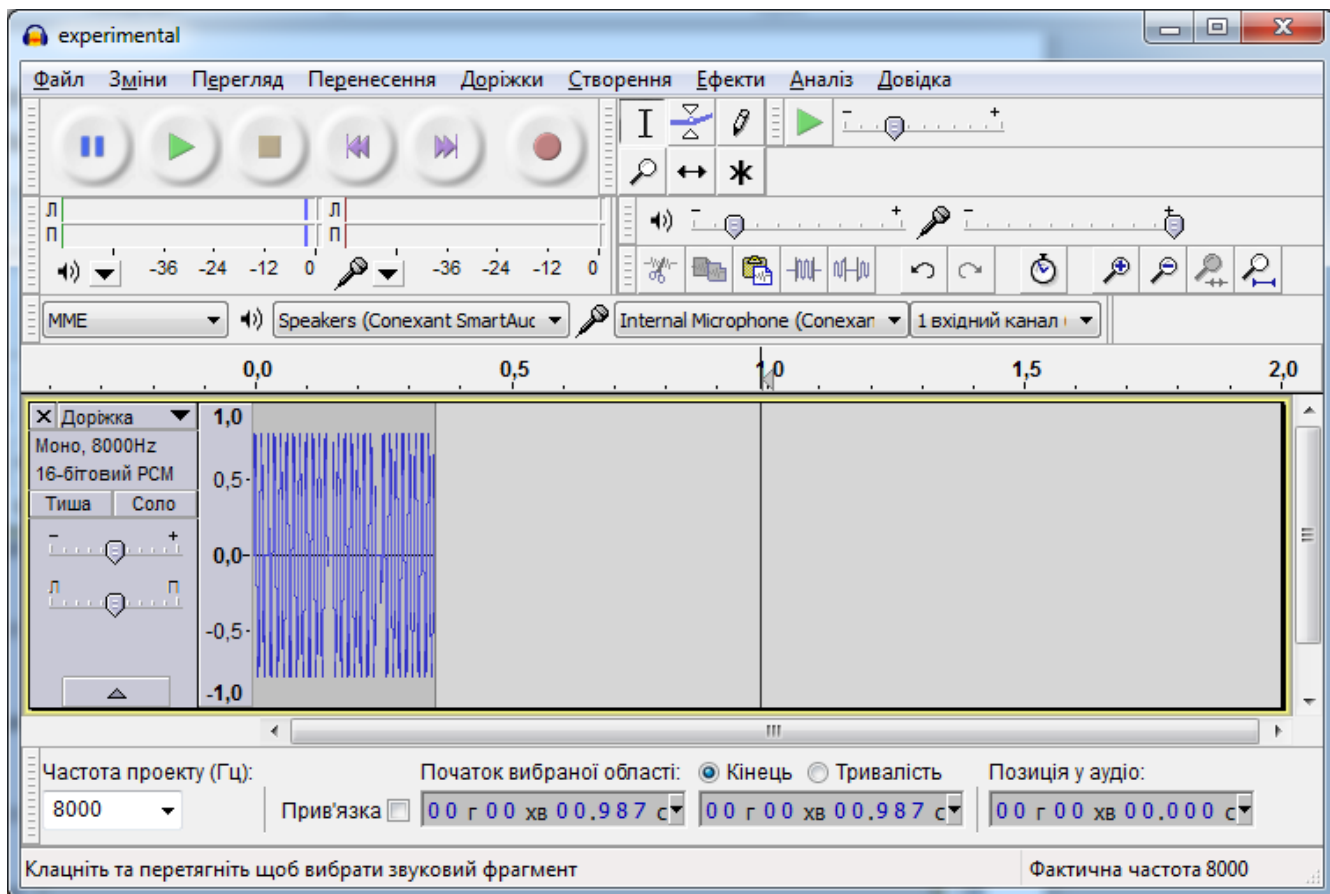 experimental
Файл Зміни Перегляд Перенесення Доріжки Створення Ефекти Аналіз Довідка
- +
Л Л
П П
- + -  +
-36 -24 -12 0 -36 -24 -12 0
MME Speakers (Conexant SmartAuc Internal Microphone (Conexan 1 вхідний канал
0,0 0,5 1,0 1,5 2,0
Доріжка 1,0
Моно, 8000Hz
16-бітовий PCM 0,5
Тиша Соло
- +
0,0
Л П
-0,5
-1,0
Частота проекту (Гц): Початок вибраної області: Кінець Тривалість Позиція у аудіо:
8000 Прив'язка 00 г 00 хв 00.987 с 00 г 00 хв 00.987 с 00 г 00 хв 00.000 с
Клацніть та перетягніть щоб вибрати звуковий фрагмент Фактична частота 8000